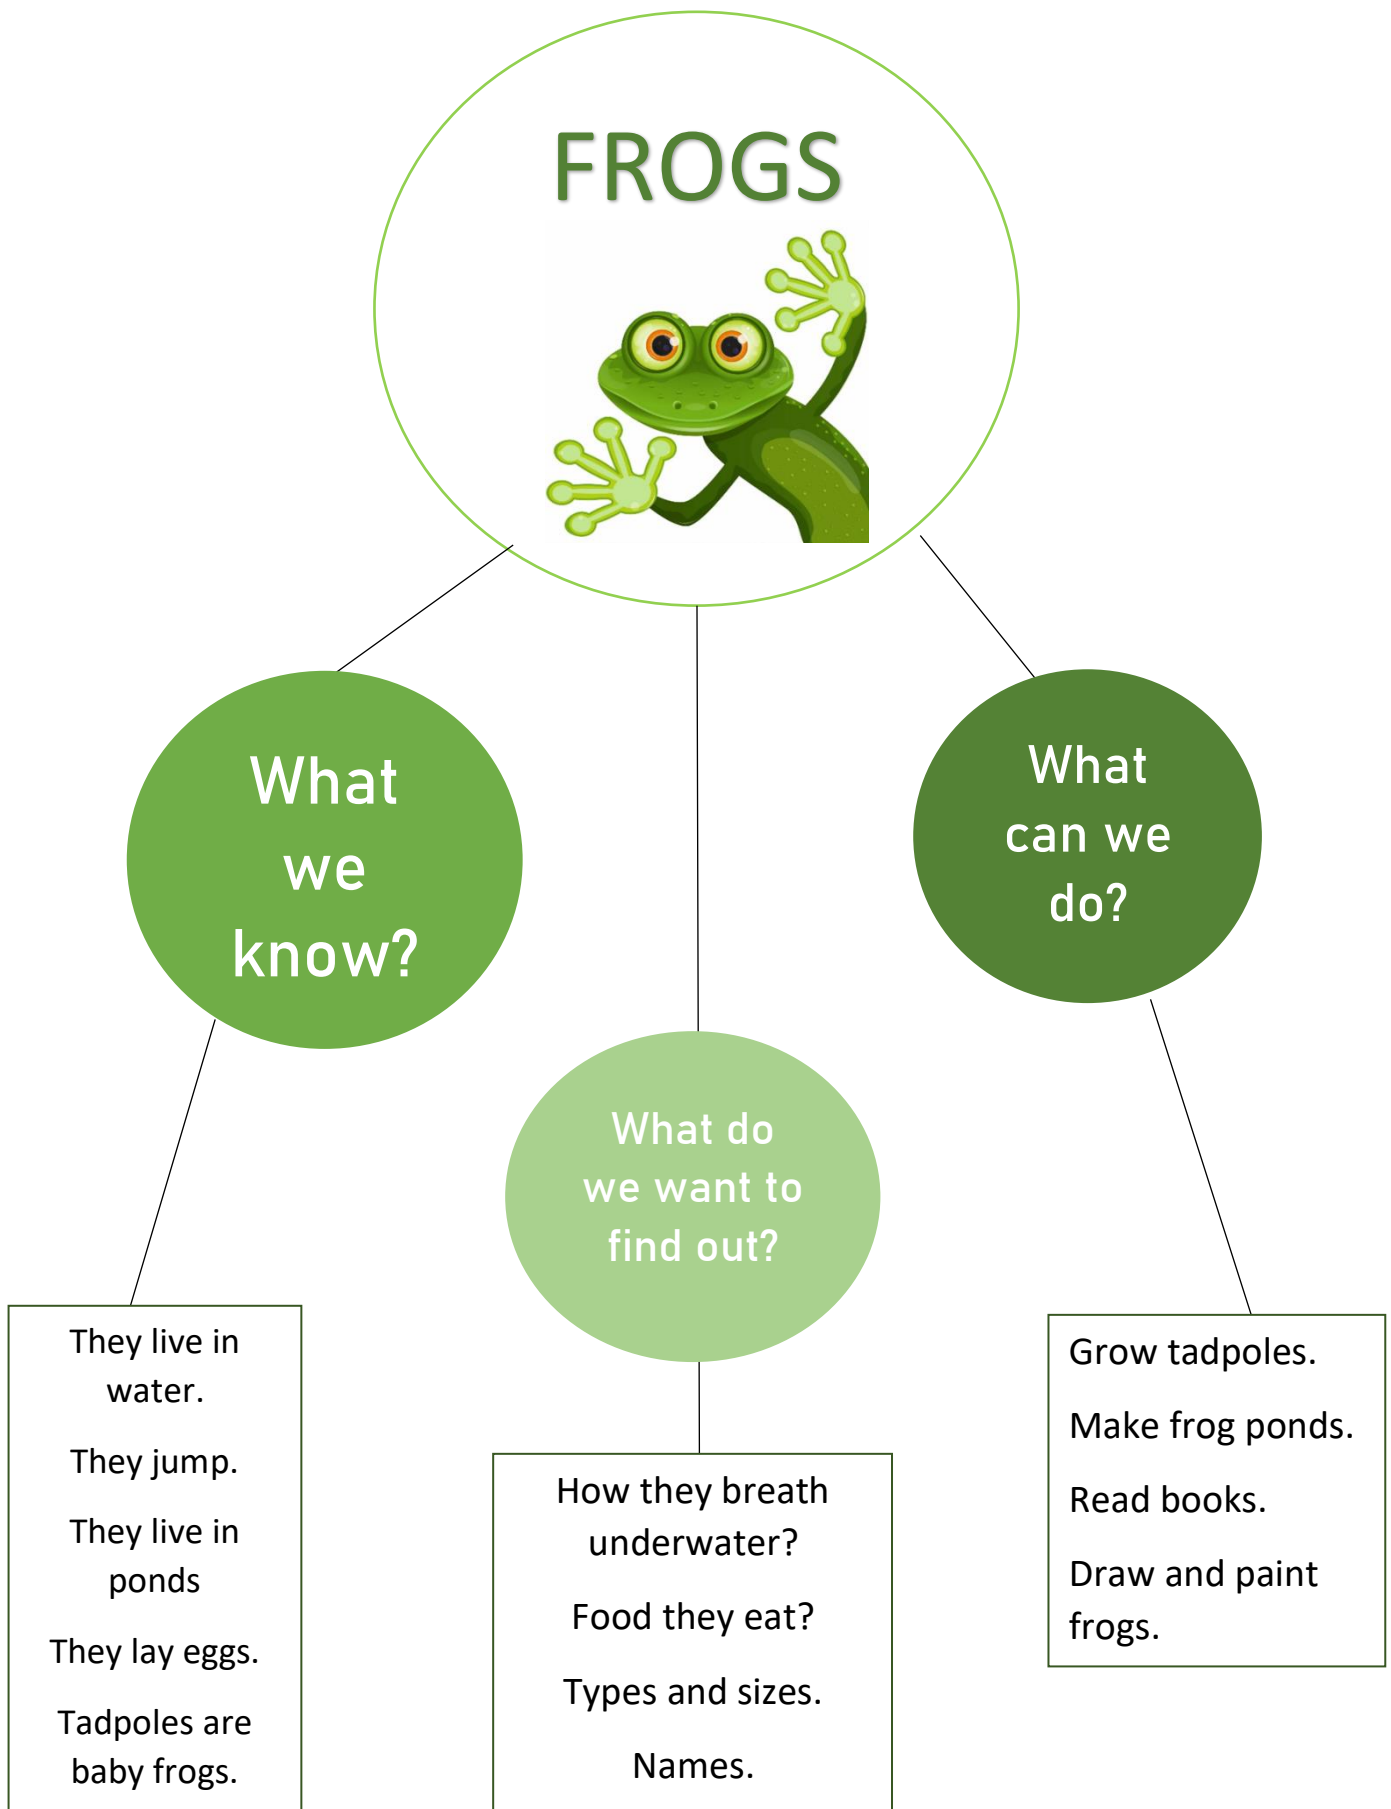 FROGS
What
we
know?
What
can we
do?
What do
we want to
find out?
They live in
water.
They jump.
They live in
ponds
They lay eggs.
Tadpoles are
baby frogs.
How they breath
underwater?
Food they eat?
Types and sizes.
Names.
Grow tadpoles.
Make frog ponds.
Read books.
Draw and paint
frogs.